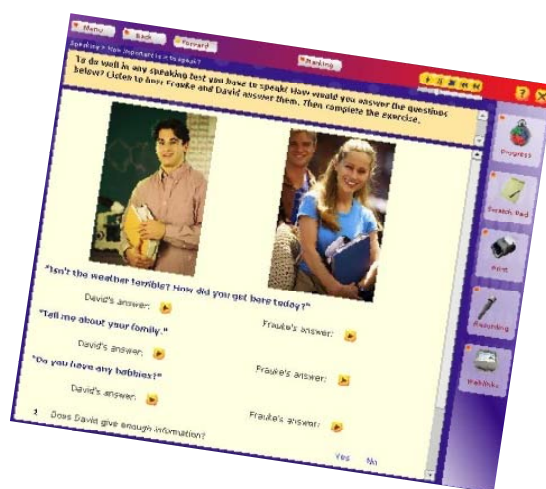 Menu Back Forward Marking
Speaking > How important is it to speak?
To do well in any speaking test you have to speak! How would you answer the questions
below? Listen to how Frauke and David answer them. Then complete the exercise.
Progress
Scratch Pad
Print
Recording
Weblinks
"Isn't the weather terrible? How did you get here today?"
David's answer: Frauke's answer:
"Tell me about your family."
David's answer: Frauke's answer:
"Do you have any hobbies?"
David's answer: Frauke's answer:
1 Does David give enough information?
Yes No